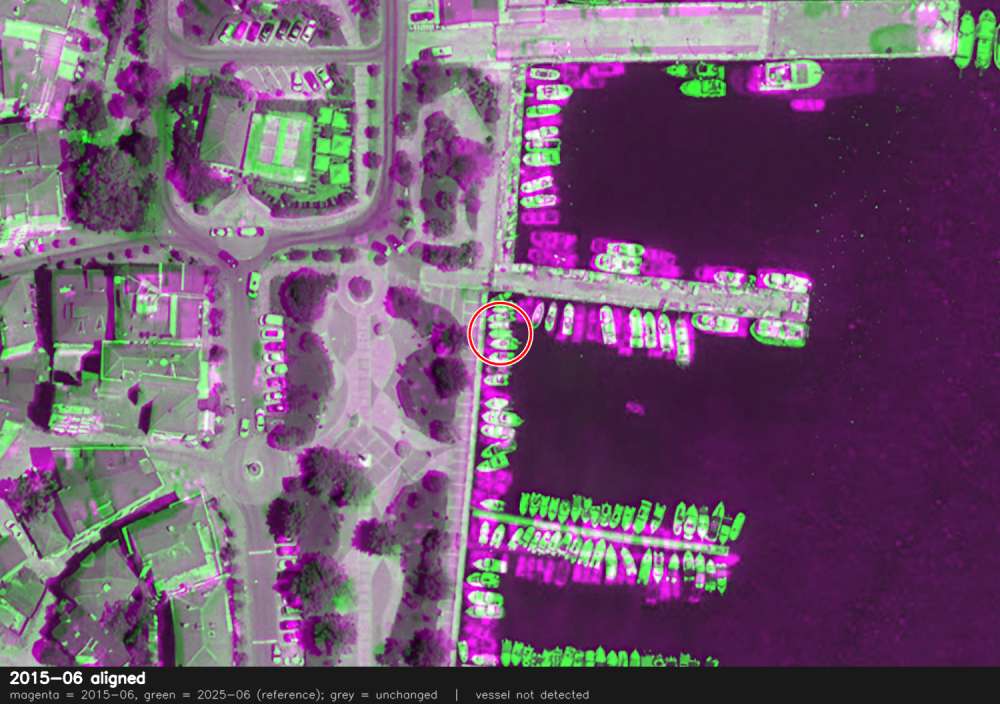 2015-06 aligned
magenta = 2015-06, green = 2025-06 (reference); grey = unchanged | vessel not detected